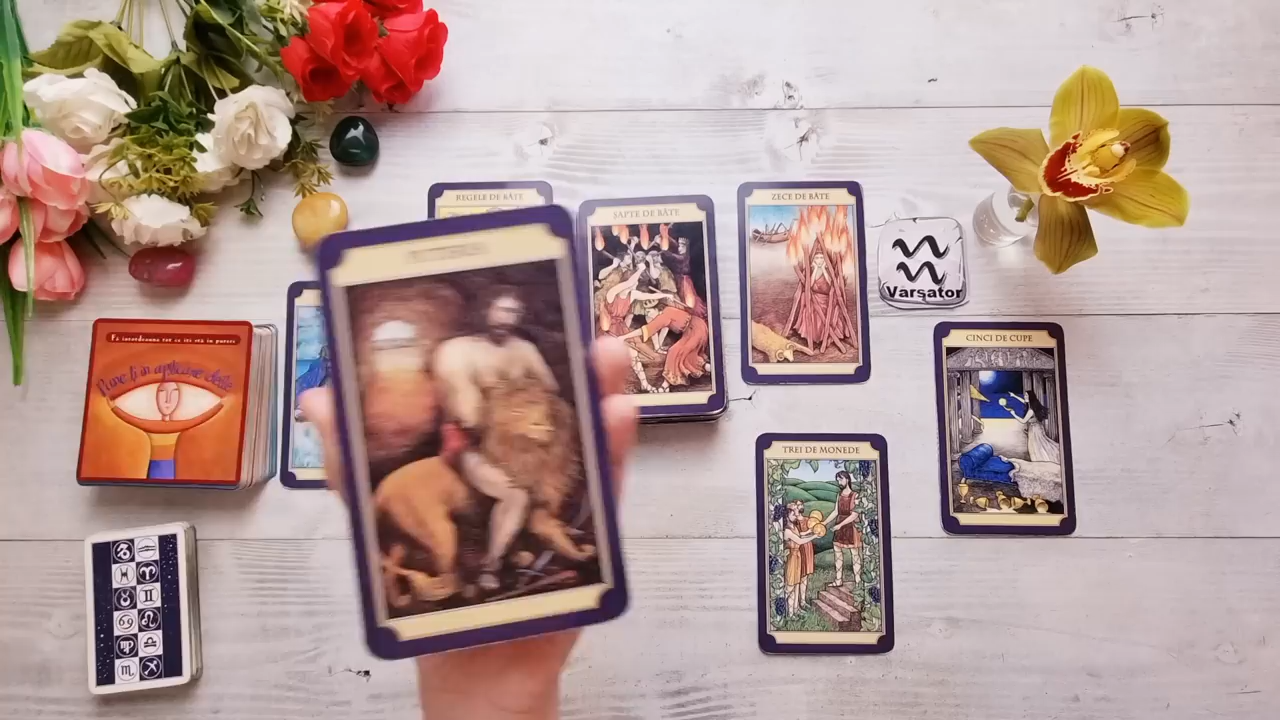 REGELE DE BÂTE
ȘAPTE DE BÂTE
ZECE DE BÂTE
Varsator
CINCI DE CUPE
TREI DE MONEDE
Pune-ți în aplicare ideile